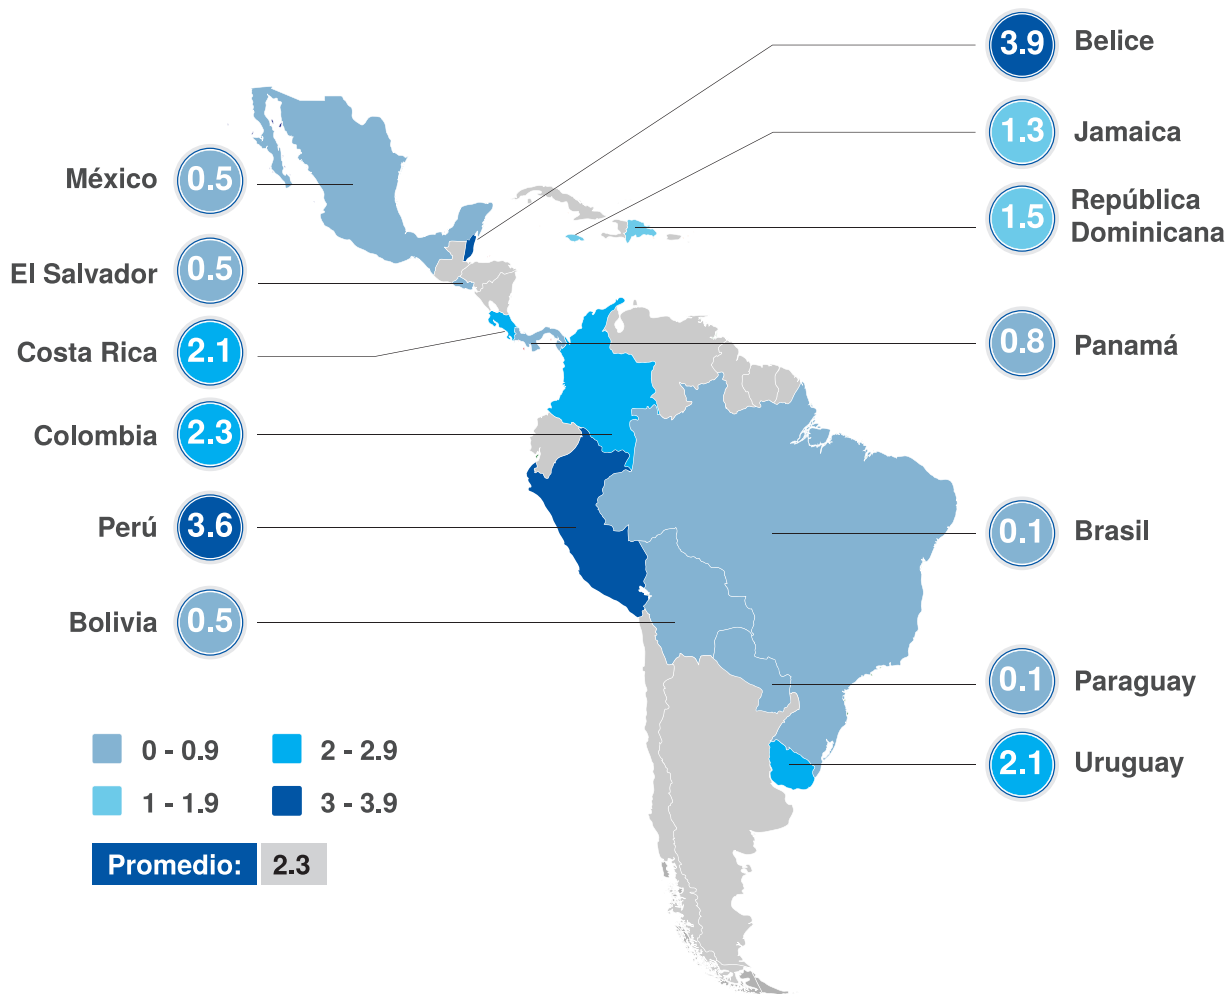 México
0.5
El Salvador
0.5
Costa Rica
2.1
Colombia
2.3
Perú
3.6
Bolivia
0.5
3.9
Belice
1.3
Jamaica
1.5
República
Dominicana
0.8
Panamá
0.1
Brasil
0.1
Paraguay
2.1
Uruguay
0 - 0.9
2 - 2.9
1 - 1.9
3 - 3.9
Promedio: 2.3